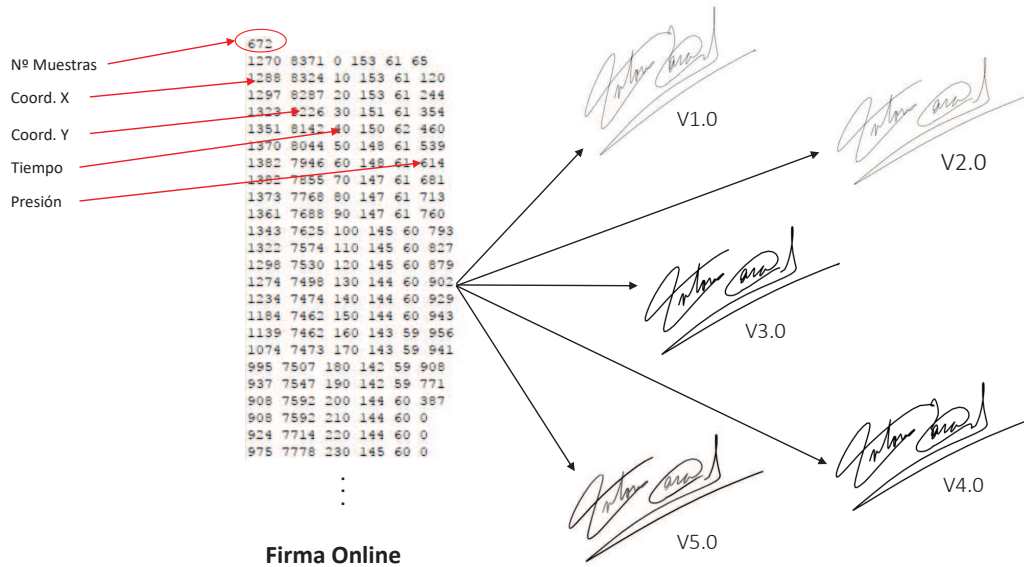 672
1270 8371 0 153 61 65
1288 8324 10 153 61 120
1297 8287 20 153 61 244
1323 8226 30 151 61 354
1351 8142 40 150 62 460
1370 8044 50 148 61 539
1382 7946 60 148 61 614
1382 7855 70 147 61 681
1373 7768 80 147 61 713
1361 7688 90 147 61 760
1343 7625 100 145 60 793
1322 7574 110 145 60 827
1298 7530 120 145 60 879
1274 7498 130 144 60 902
1234 7474 140 144 60 929
1184 7462 150 144 60 943
1139 7462 160 143 59 956
1074 7473 170 143 59 941
995 7507 180 142 59 908
937 7547 190 142 59 771
908 7592 200 144 60 387
908 7592 210 144 60 0
924 7714 220 144 60 0
975 7778 230 145 60 0
Nº Muestras
Coord. X
Coord. Y
Tiempo
Presión
Firma Online
V1.0
V2.0
V3.0
V4.0
V5.0